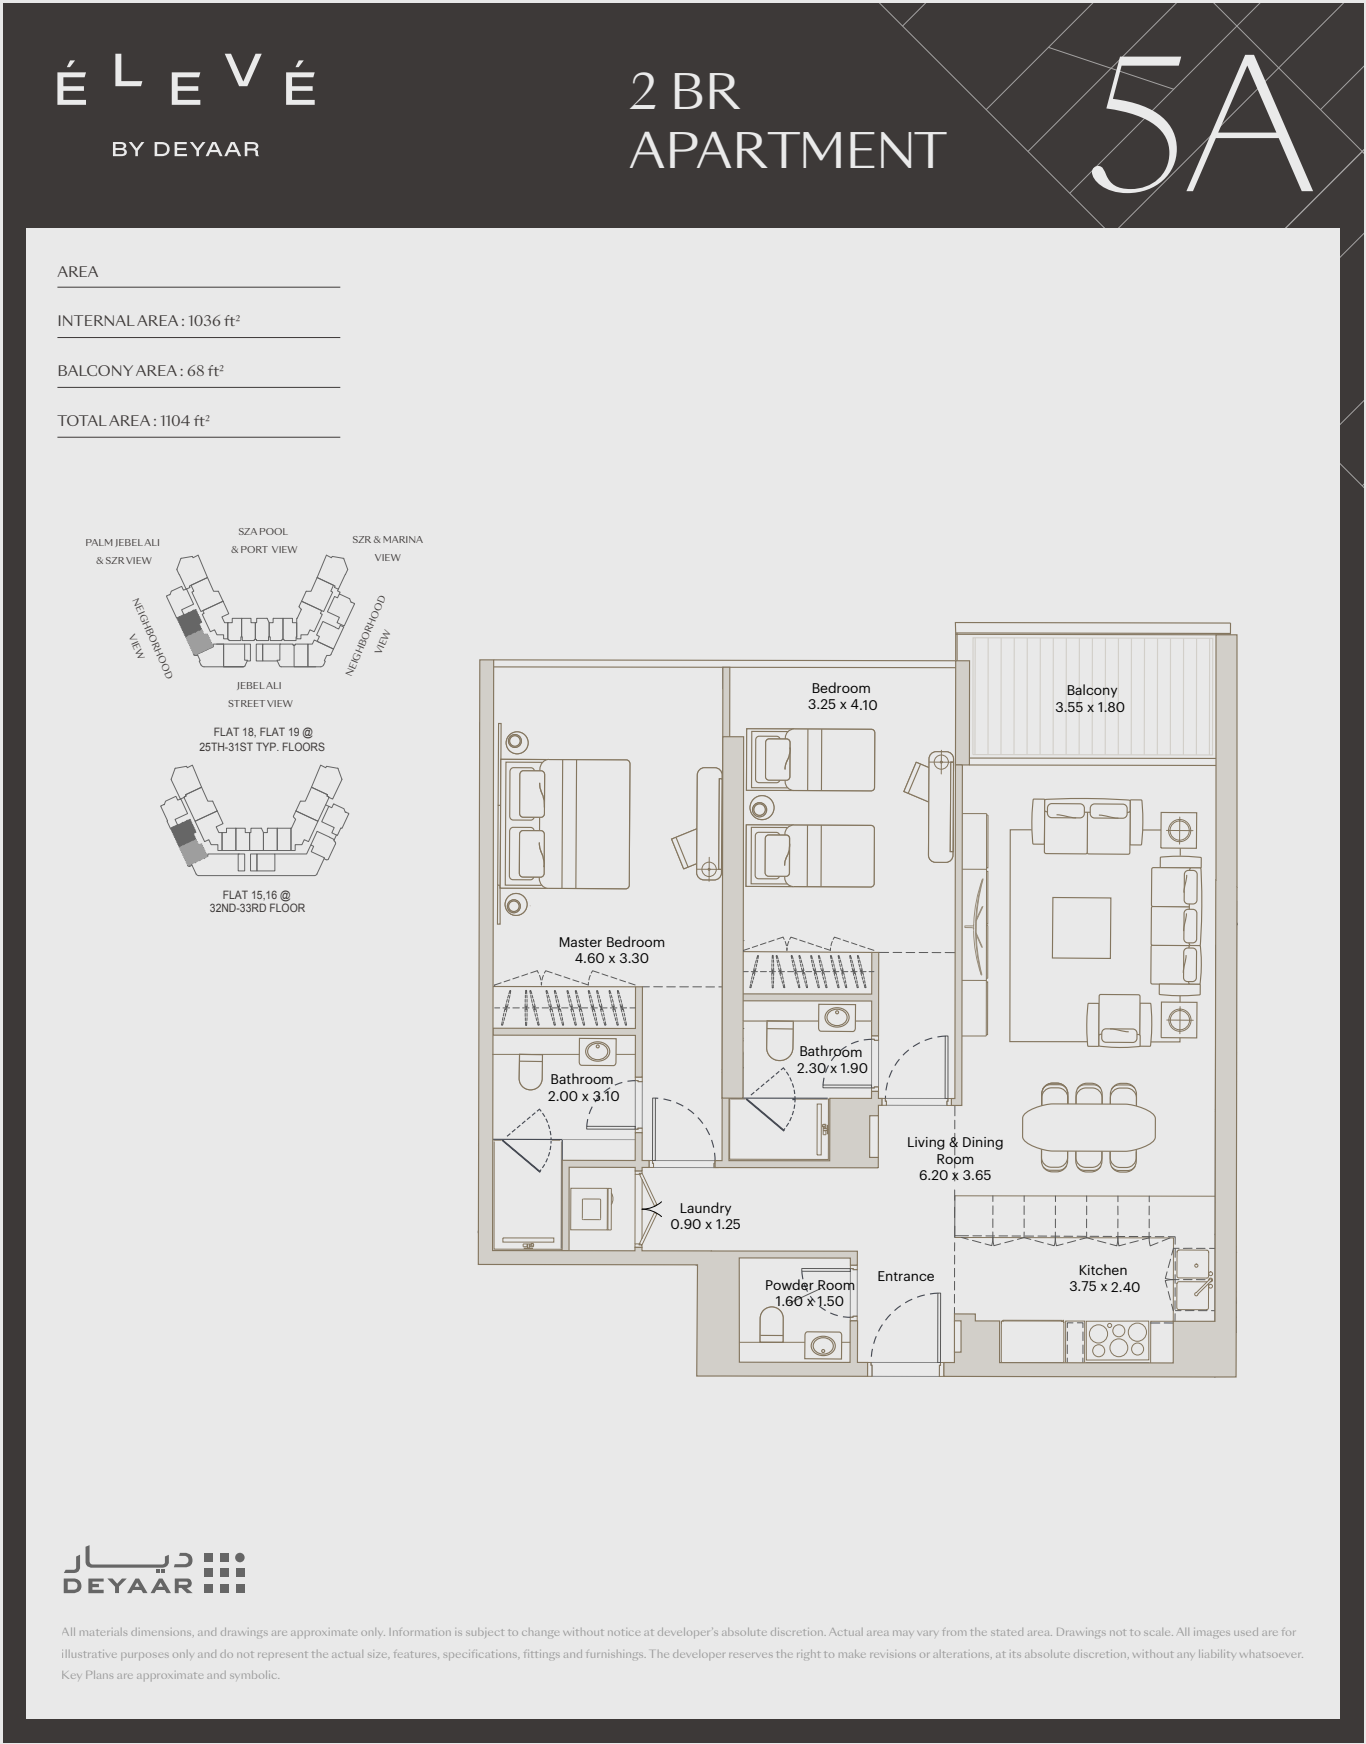 ÉLEVÉ
BY DEYAAR
2 BR
APARTMENT
5A
AREA
INTERNAL AREA : 1036 ft²
BALCONY AREA : 68 ft²
TOTAL AREA : 1104 ft²
PALM JEBEL ALI
& SZR VIEW
SZA POOL
& PORT VIEW
SZR & MARINA
VIEW
NEIGHBORHOOD
VIEW
NEIGHBORHOOD
VIEW
JEBEL ALI
STREET VIEW
FLAT 18, FLAT 19 @
25TH-31ST TYP. FLOORS
FLAT 15,16 @
32ND-33RD FLOOR
Bedroom
3.25 x 4.10
Balcony
3.55 x 1.80
Master Bedroom
4.60 x 3.30
Bathroom
2.30 x 1.90
Bathroom
2.00 x 3.10
Living & Dining
Room
6.20 x 3.65
Laundry
0.90 x 1.25
Kitchen
3.75 x 2.40
Entrance
Powder Room
1.60 x 1.50
ديار
DEYAAR
All materials dimensions, and drawings are approximate only. Information is subject to change without notice at developer's absolute discretion. Actual area may vary from the stated area. Drawings not to scale. All images used are for
illustrative purposes only and do not represent the actual size, features, specifications, fittings and furnishings. The developer reserves the right to make revisions or alterations, at its absolute discretion, without any liability whatsoever.
Key Plans are approximate and symbolic.